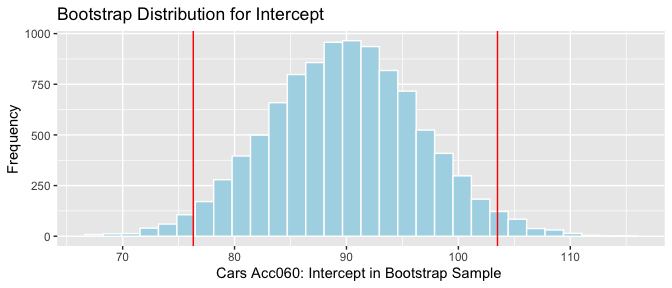 Bootstrap Distribution for Intercept
1000
750
500
250
0
Frequency
70 80 90 100 110
Cars Acc060: Intercept in Bootstrap Sample